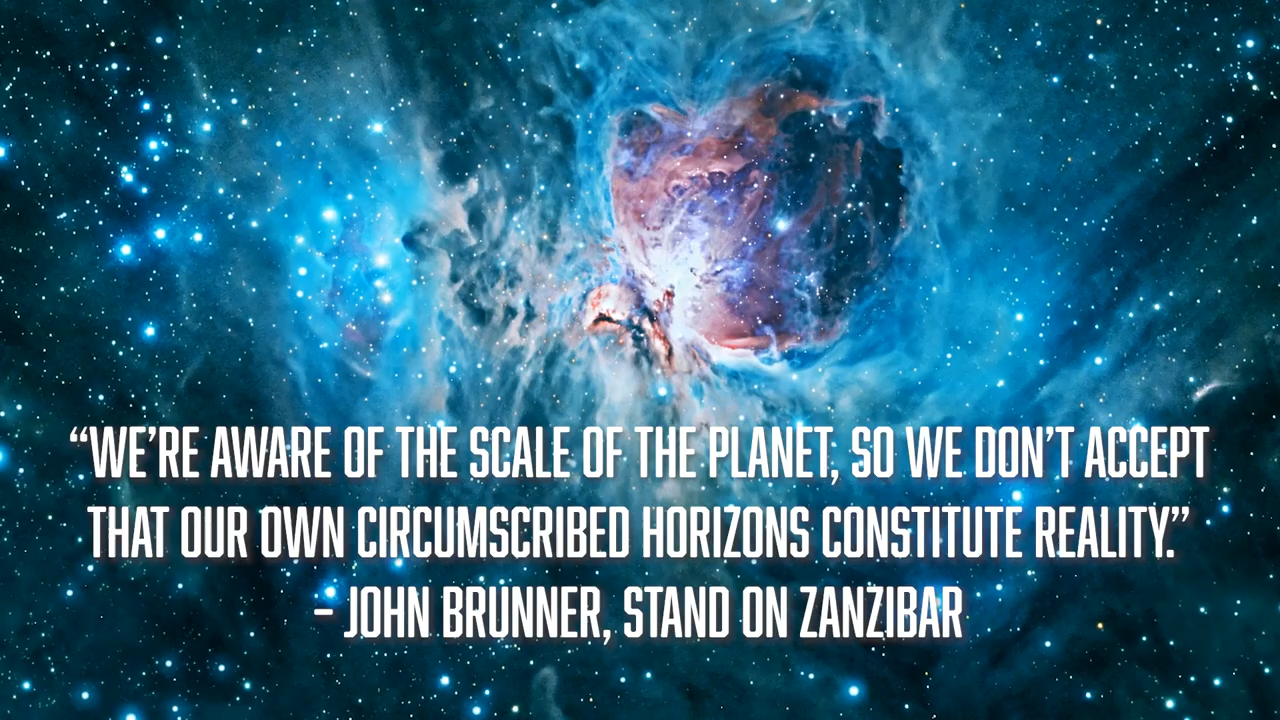 “WE’RE AWARE OF THE SCALE OF THE PLANET, SO WE DON’T ACCEPT
THAT OUR OWN CIRCUMSCRIBED HORIZONS CONSTITUTE REALITY.”
– JOHN BRUNNER, STAND ON ZANZIBAR